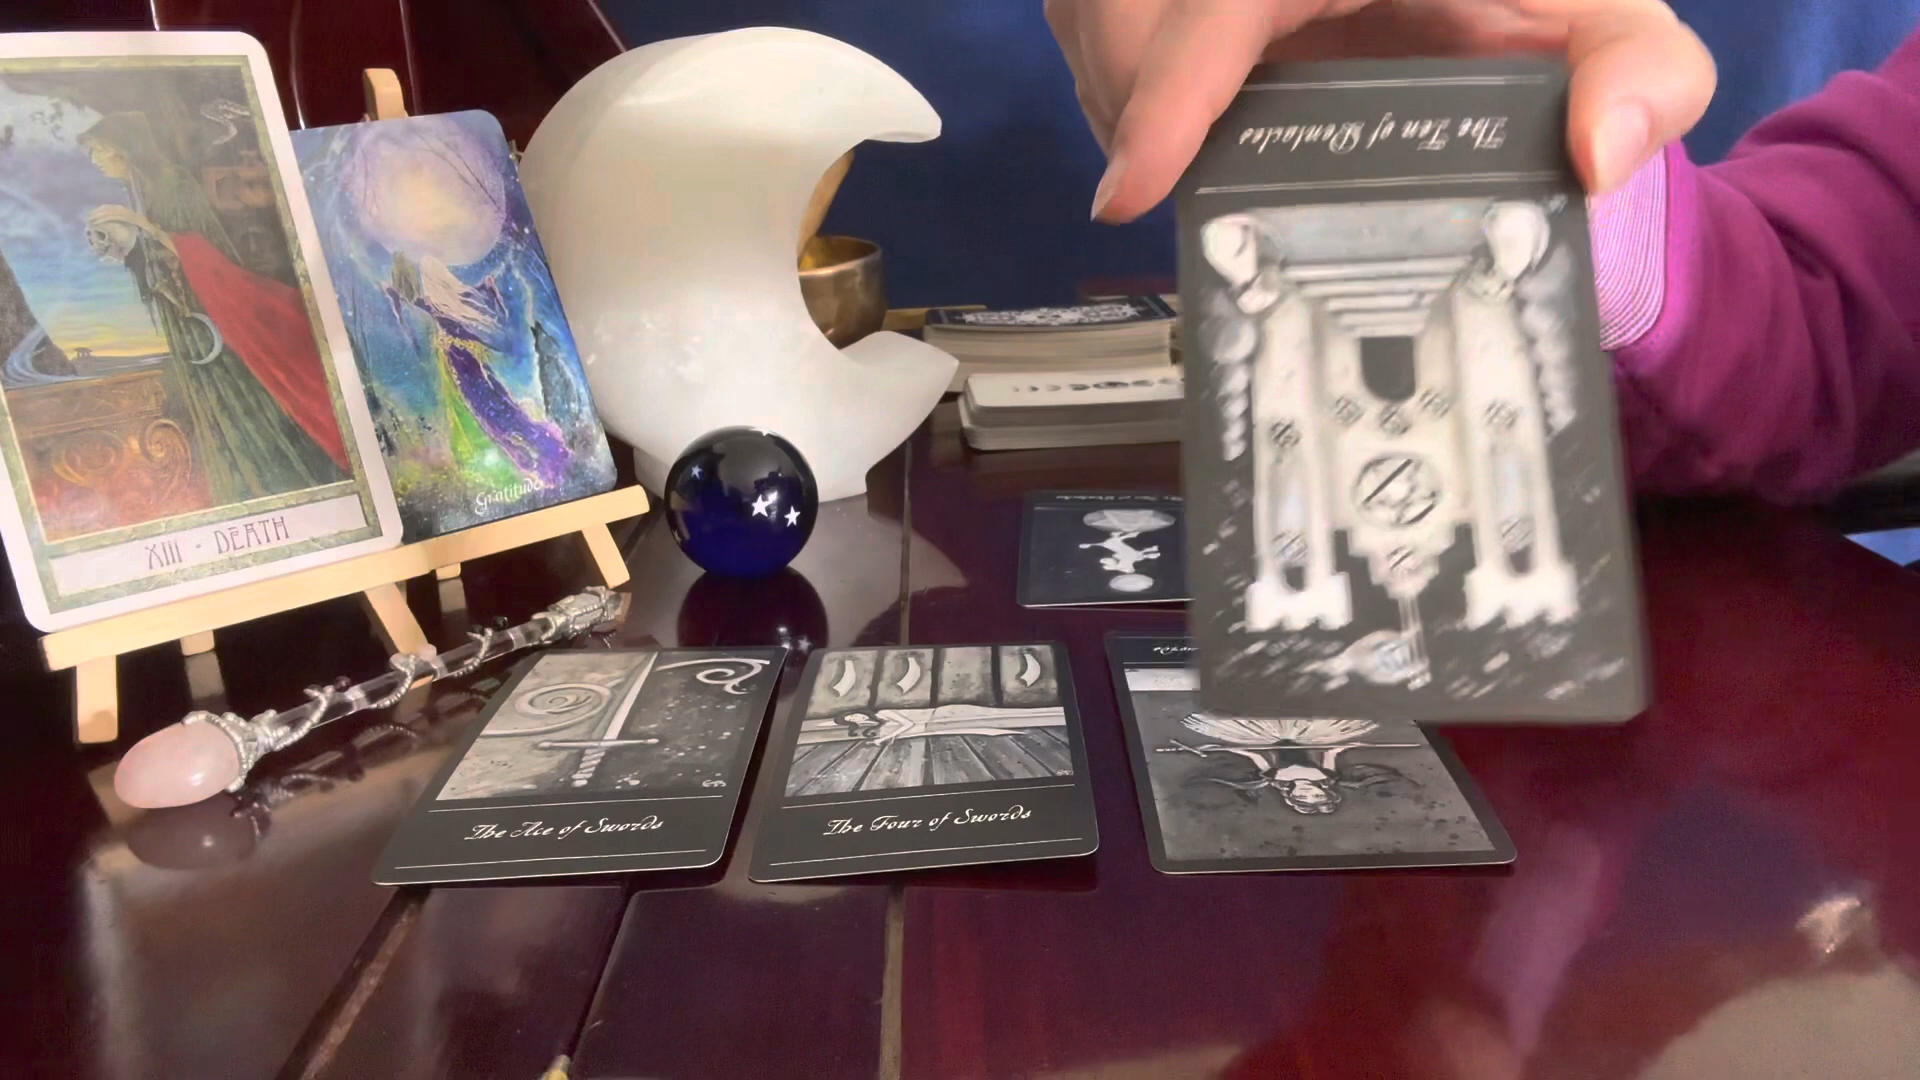 XIII · DEATH
Gratitude
The Ten of Pentacles
The Ace of Swords
The Four of Swords